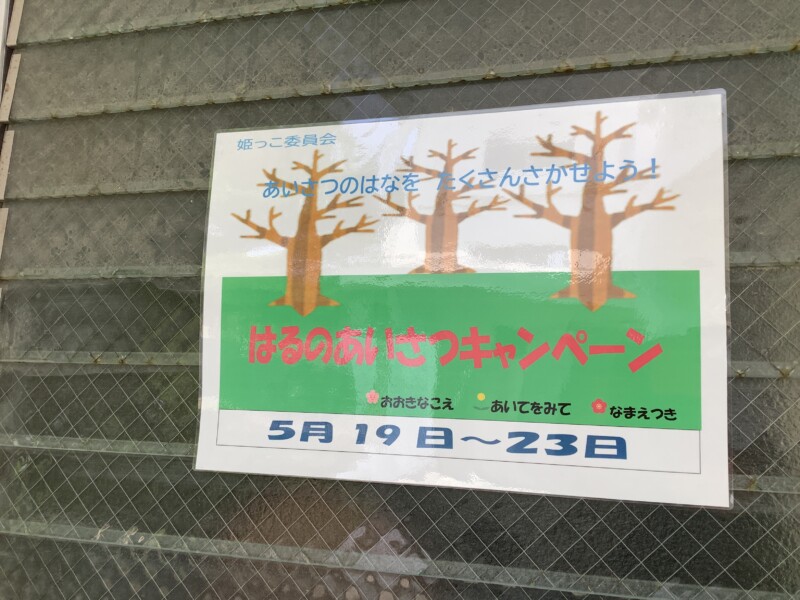 姫っこ委員会
あいさつのはなを たくさんさかせよう！
はるのあいさつキャンペーン
おおきなこえ あいてをみて なまえつき
5月 19 日～23日